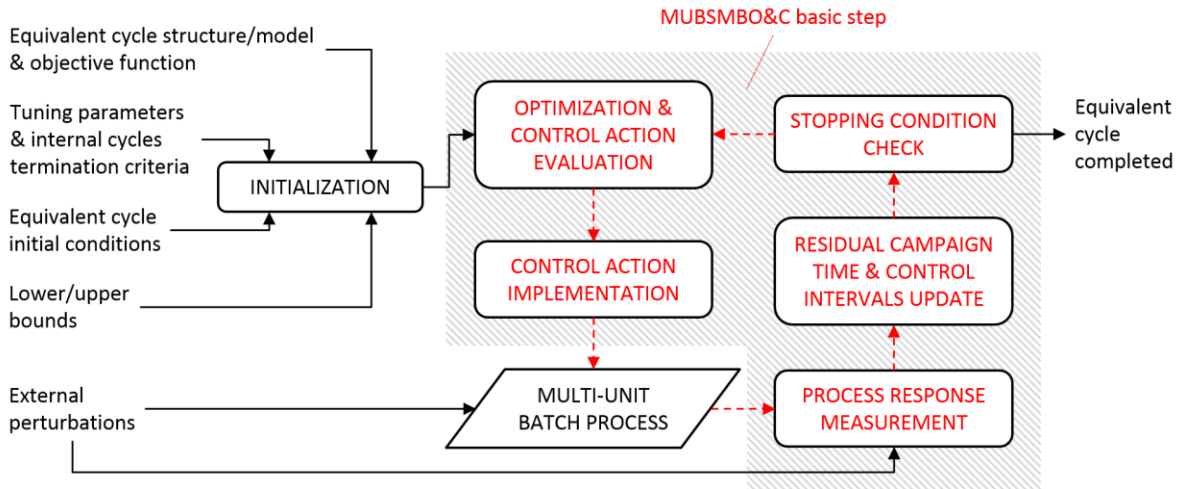 MUBSMBO&C basic step
Equivalent cycle structure/model
& objective function
Tuning parameters
& internal cycles
termination criteria
Equivalent cycle
initial conditions
Lower/upper
bounds
External
perturbations
INITIALIZATION
OPTIMIZATION &
CONTROL ACTION
EVALUATION
CONTROL ACTION
IMPLEMENTATION
MULTI-UNIT
BATCH PROCESS
PROCESS RESPONSE
MEASUREMENT
RESIDUAL CAMPAIGN
TIME & CONTROL
INTERVALS UPDATE
STOPPING CONDITION
CHECK
Equivalent
cycle
completed